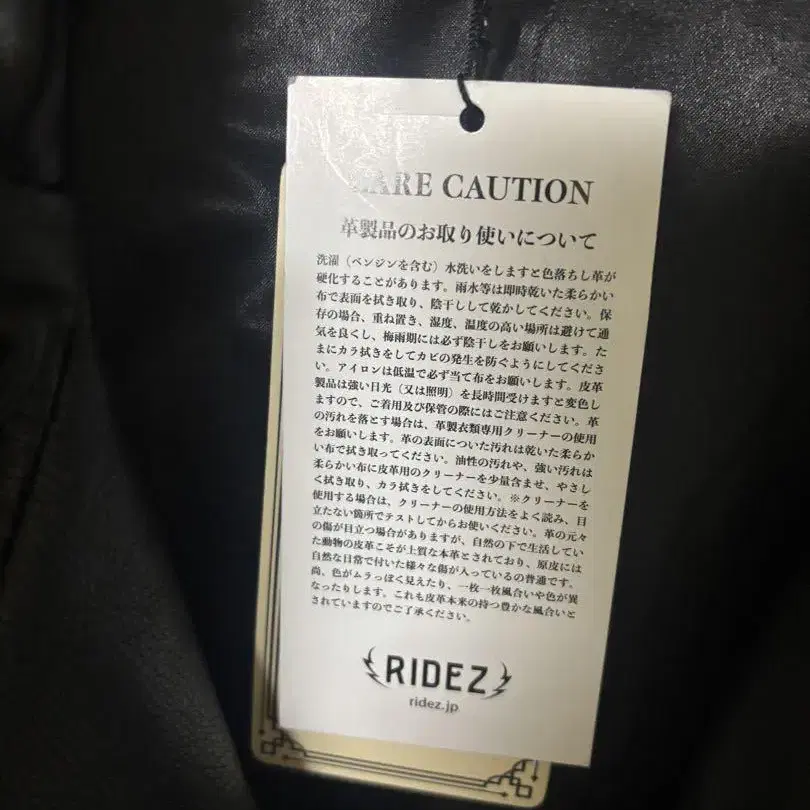 CARE CAUTION
革製品のお取り使いについて
洗濯（ベンジンを含む）水洗いをしますと色落ちし革が
硬化することがあります。雨水等は即時乾いた柔らかい
布で表面を拭き取り、陰干しして乾かしてください。保
存の場合、重ね置き、湿度、温度の高い場所は避けて通
気を良くし、梅雨期には必ず陰干しをお願いします。た
まにカラ拭きをしてカビの発生を防ぐようにしてくださ
い。アイロンは低温で必ず当て布をお願いします。皮革
製品は強い日光（又は照明）を長時間受けますと変色し
ますので、ご着用及び保管の際にはご注意ください。革
の汚れを落とす場合は、革製衣類専用クリーナーの使用
をお願いします。革の表面についた汚れは乾いた柔らか
い布で拭き取ってください。油性の汚れや、強い汚れは
柔らかい布に皮革用のクリーナーを少量含ませ、やさし
く拭き取り、カラ拭きをしてください。※クリーナーを
使用する場合は、クリーナーの使用方法をよく読み、目
立たない箇所でテストしてからお使いください。革の元々
の傷が目立つ場合がありますが、自然の下で生活してい
た動物の皮革こそが上質な本革とされており、原皮には
自然な日常で付いた様々な傷が入っているの普通です。
尚、色がムラっぽく見えたり、一枚一枚風合いや色が異
なったりします。これも皮革本来の持つ豊かな風合いと
されていますのでご了承ください。
RIDEZ
ridez.jp